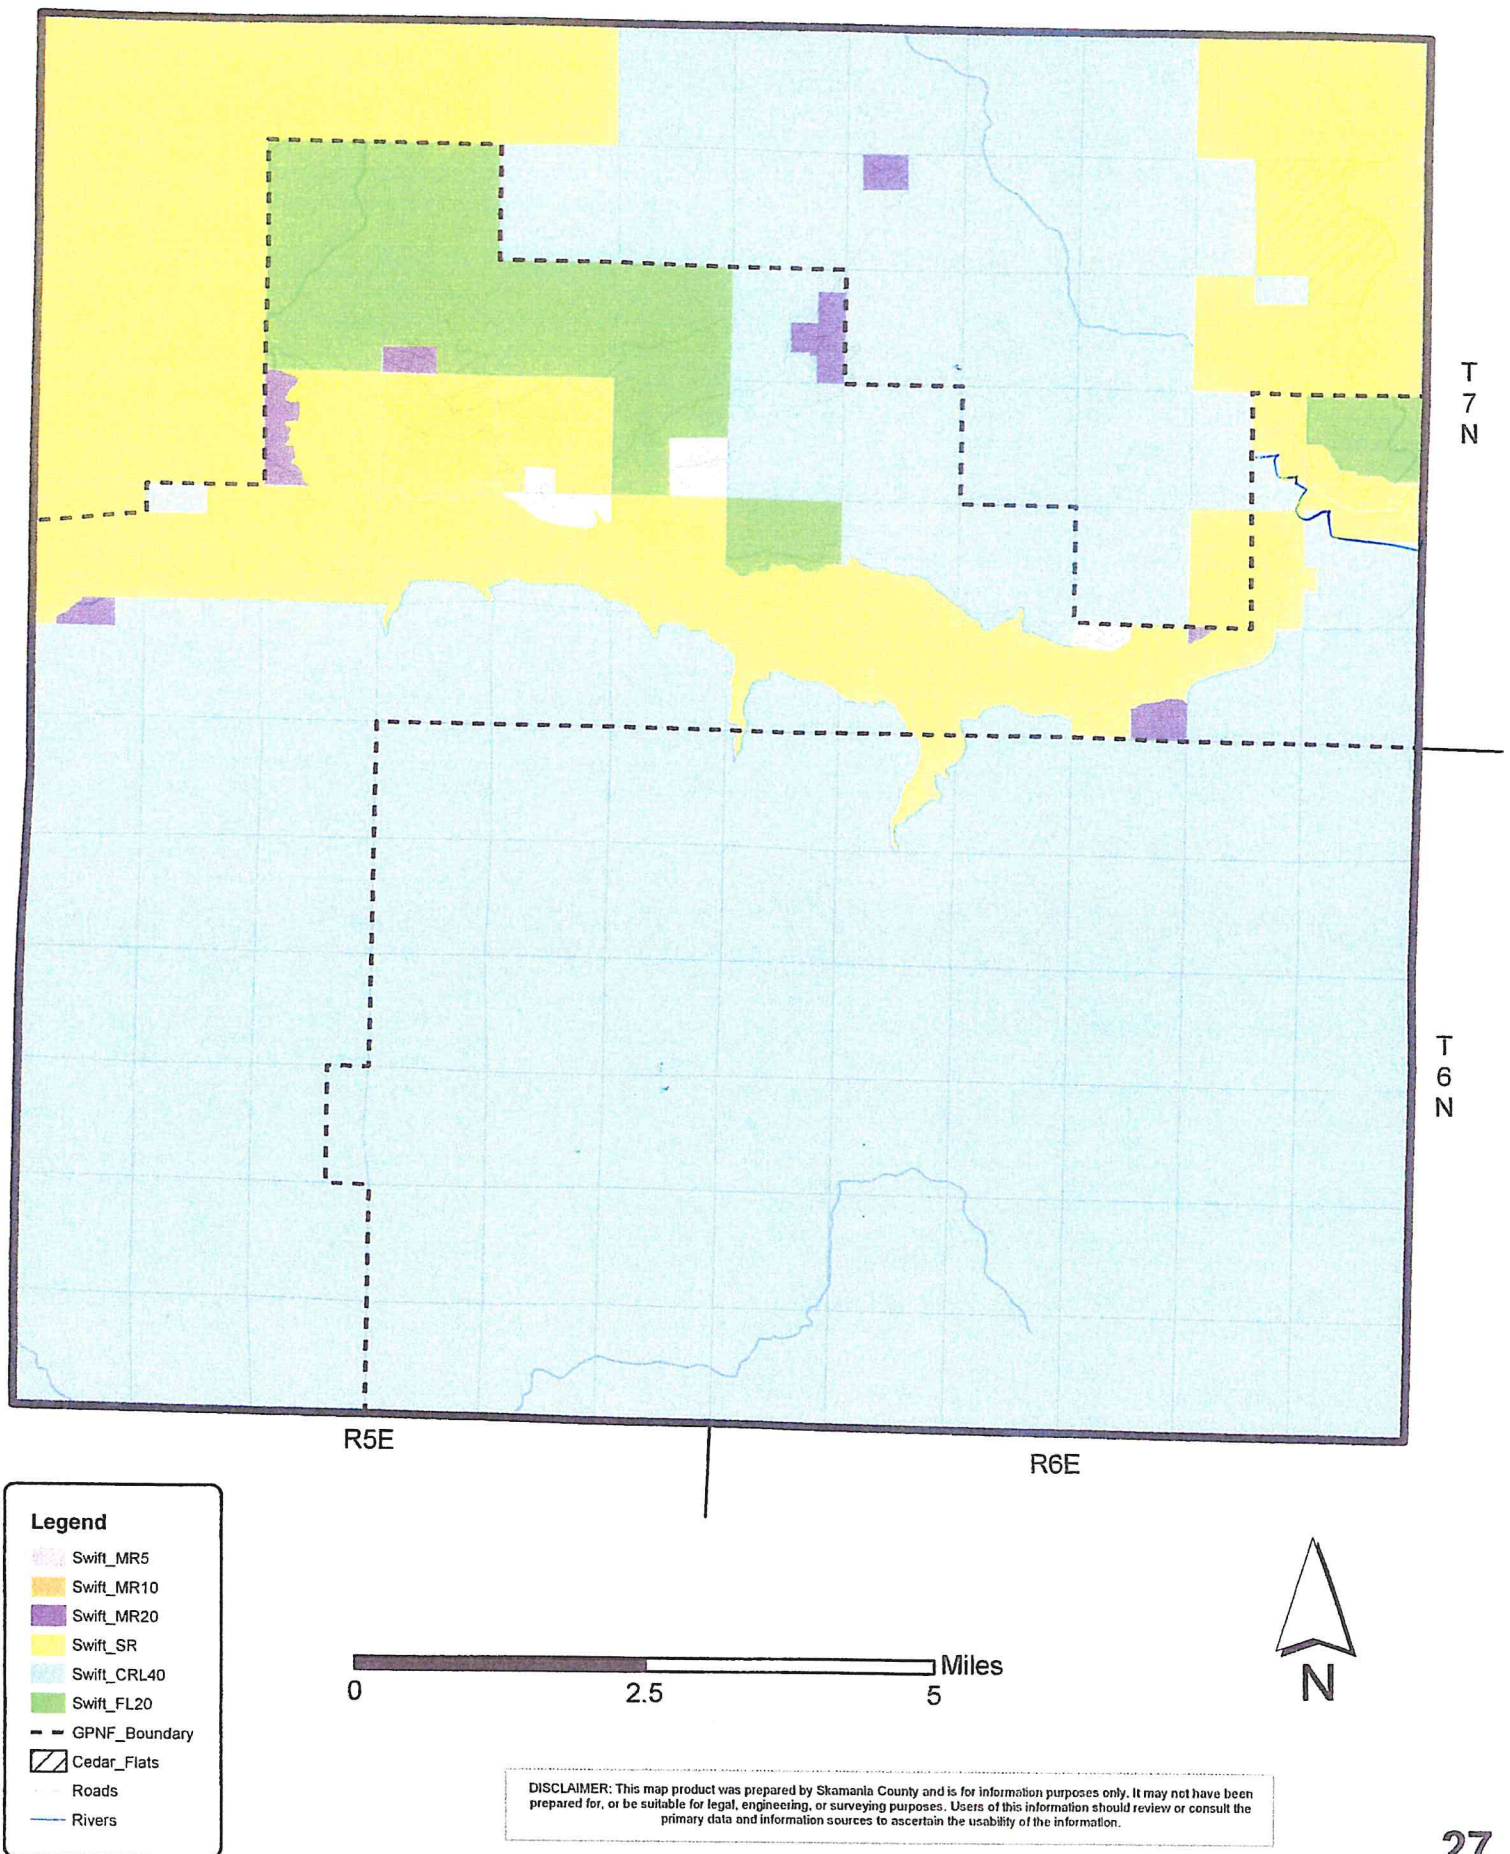 T
7
N
T
6
N
R5E
R6E
Legend
Swift_MR5
Swift_MR10
Swift_MR20
Swift_SR
Swift_CRL40
Swift_FL20
GPNF_Boundary
Cedar_Flats
Roads
Rivers
Miles
0 2.5 5
N
DISCLAIMER: This map product was prepared by Skamania County and is for information purposes only. It may not have been
prepared for, or be suitable for legal, engineering, or surveying purposes. Users of this information should review or consult the
primary data and information sources to ascertain the usability of the information.
27